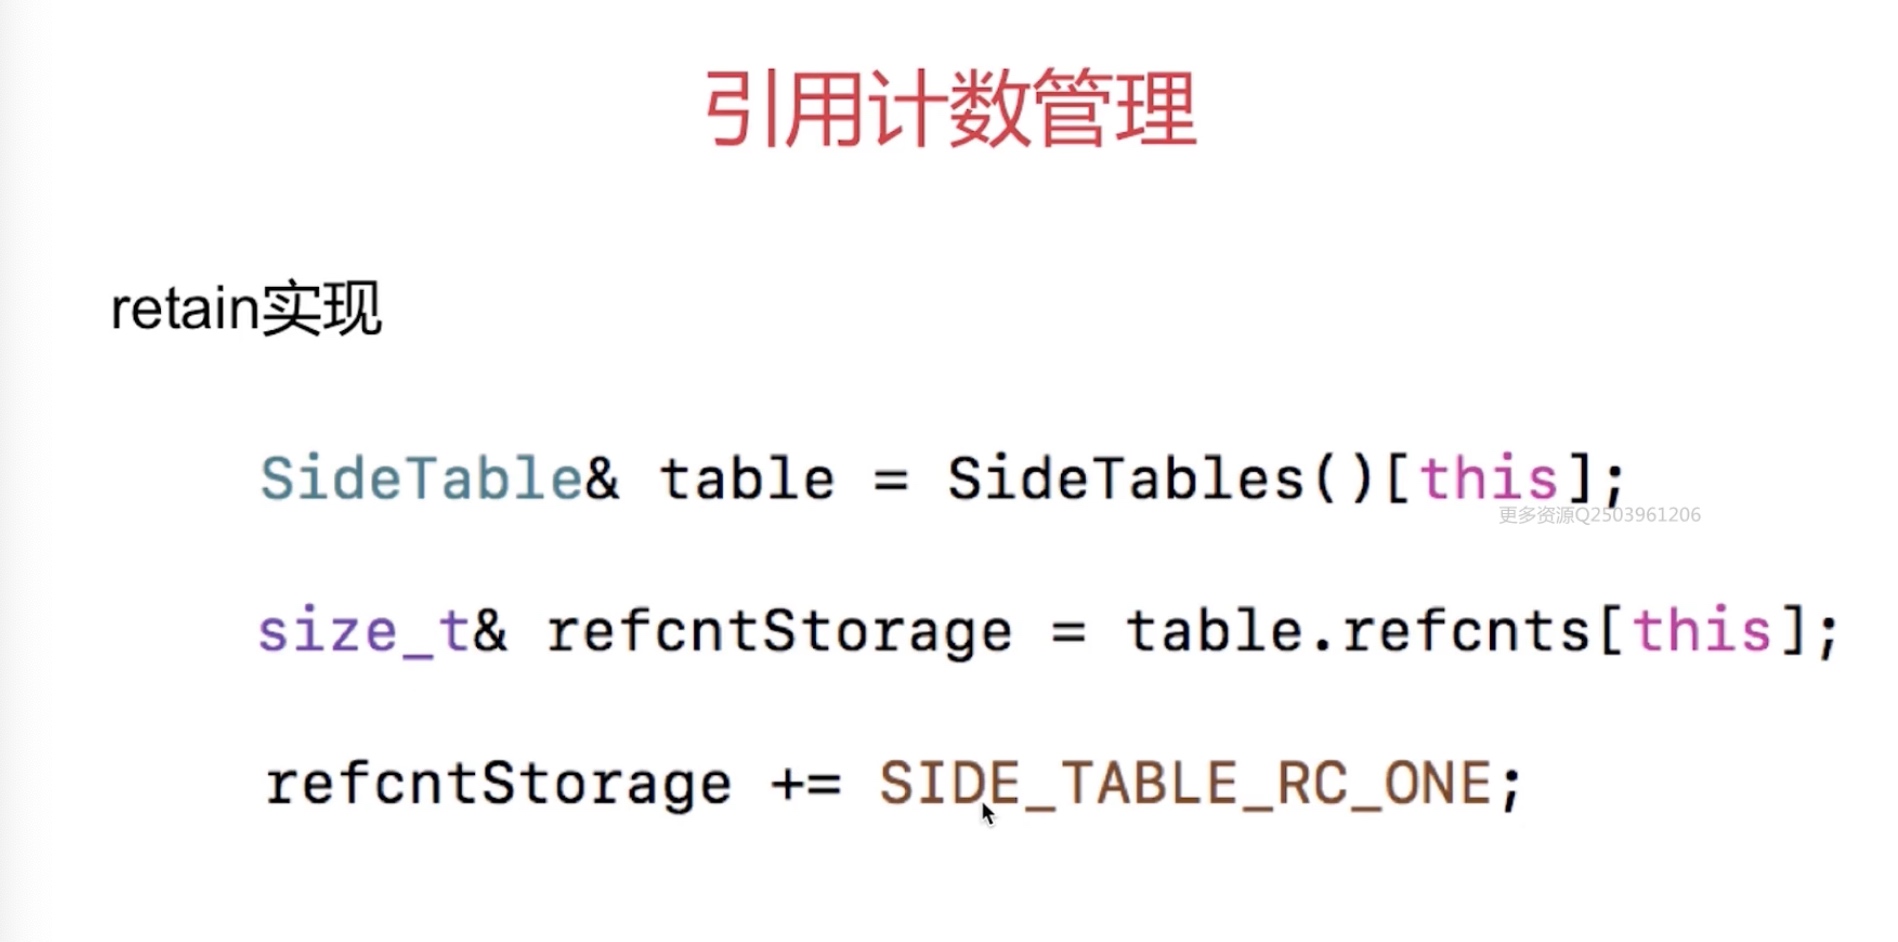 引用计数管理
retain实现
SideTable& table = SideTables()[this];
更多资源Q2503961206
size_t& refcntStorage = table.refcnts[this];
refcntStorage += SIDE_TABLE_RC_ONE;